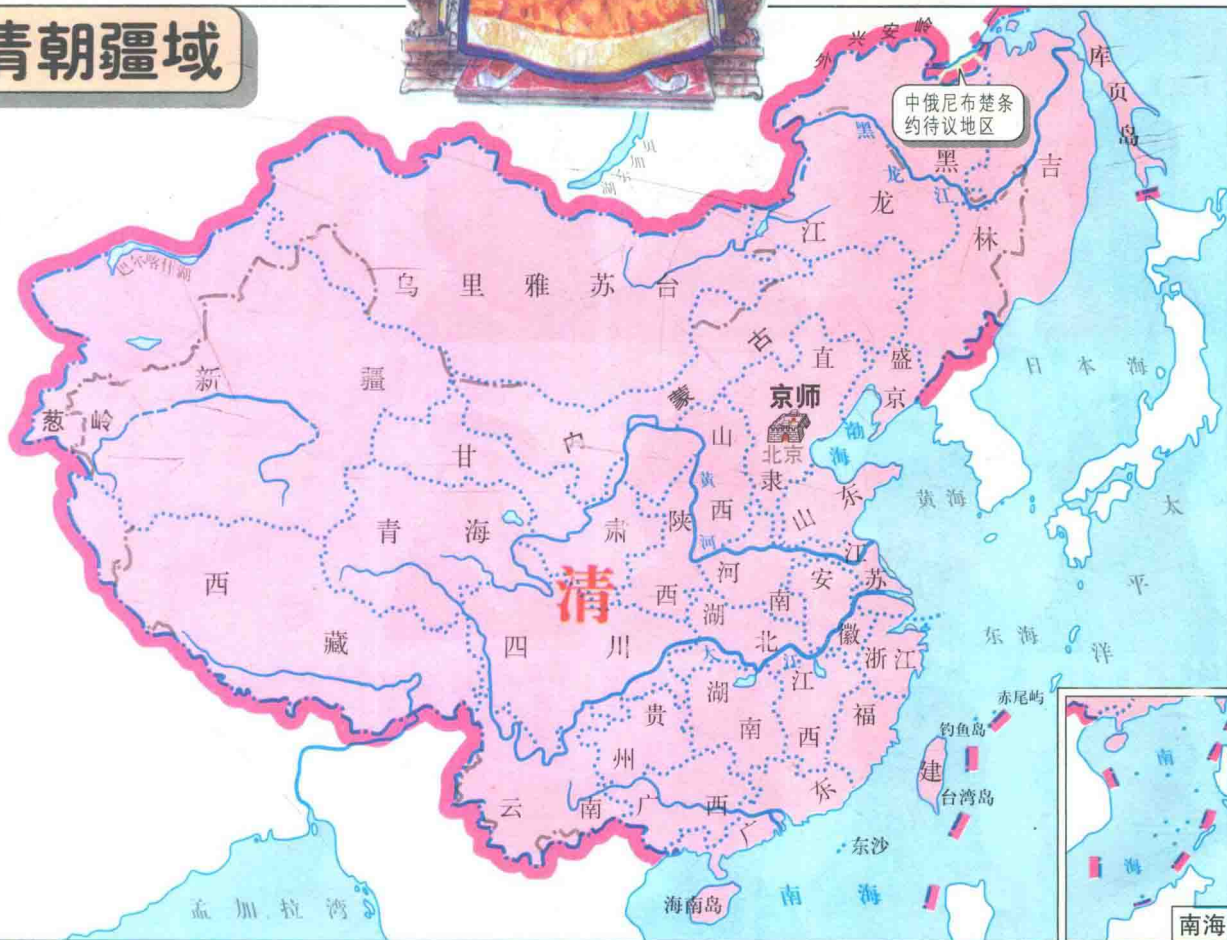 清朝疆域
外兴安岭
中俄尼布楚条
约待议地区
库页岛
贝加尔湖
黑龙江
黑龙江
吉林
巴尔喀什湖
乌里雅苏台
内蒙古
新疆
葱岭
直隶
盛京
京师
北京
渤海
日本海
甘肃
山西
黄河
陕西
山东
黄海
太平洋
青海
河南
江苏
安徽
西藏
清
四川
湖北
大江
浙江
东海
湖南
江西
贵州
福建
赤尾屿
钓鱼岛
台湾岛
云南
广西
广东
东沙
海南岛
南海
孟加拉湾
南海
南海